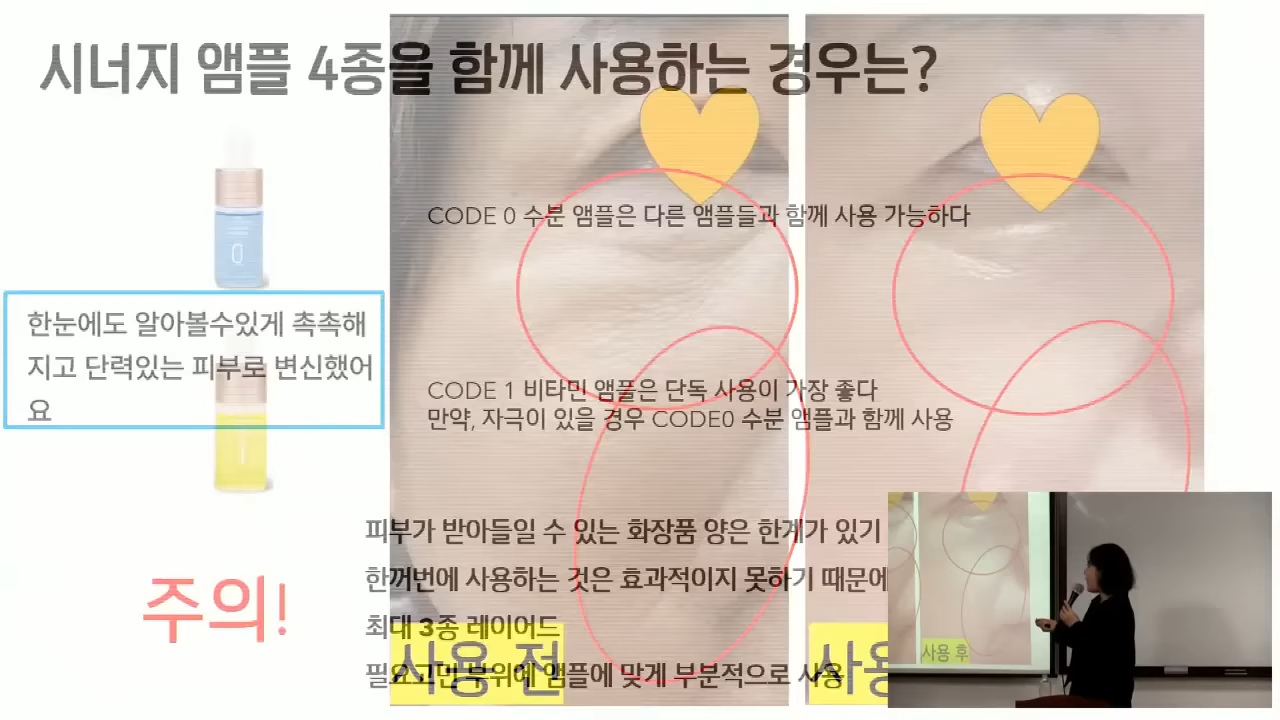 시너지 앰플 4종을 함께 사용하는 경우는?
0
CODE 0 수분 앰플은 다른 앰플들과 함께 사용 가능하다
한눈에도 알아볼수있게 촉촉해
지고 단력있는 피부로 변신했어
요
1
CODE 1 비타민 앰플은 단독 사용이 가장 좋다
만약, 자극이 있을 경우 CODE0 수분 앰플과 함께 사용
주의!
피부가 받아들일 수 있는 화장품 양은 한계가 있기
한꺼번에 사용하는 것은 효과적이지 못하기 때문에
최대 3종 레이어드
필요고민 부위에 앰플에 맞게 부분적으로 사용
사용 전
사용
사용 후